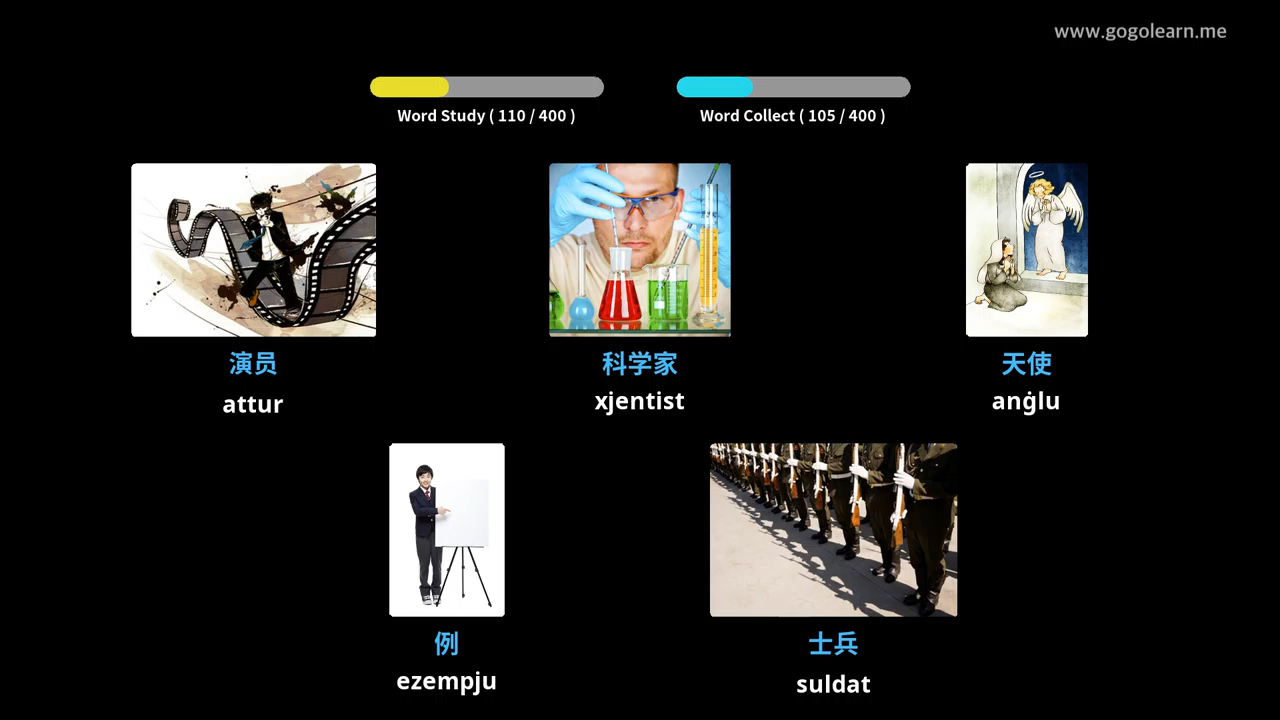 www.gogolearn.me
Word Study ( 110 / 400 )
Word Collect ( 105 / 400 )
演员
attur
科学家
xjentist
天使
anġlu
例
ezempju
士兵
suldat